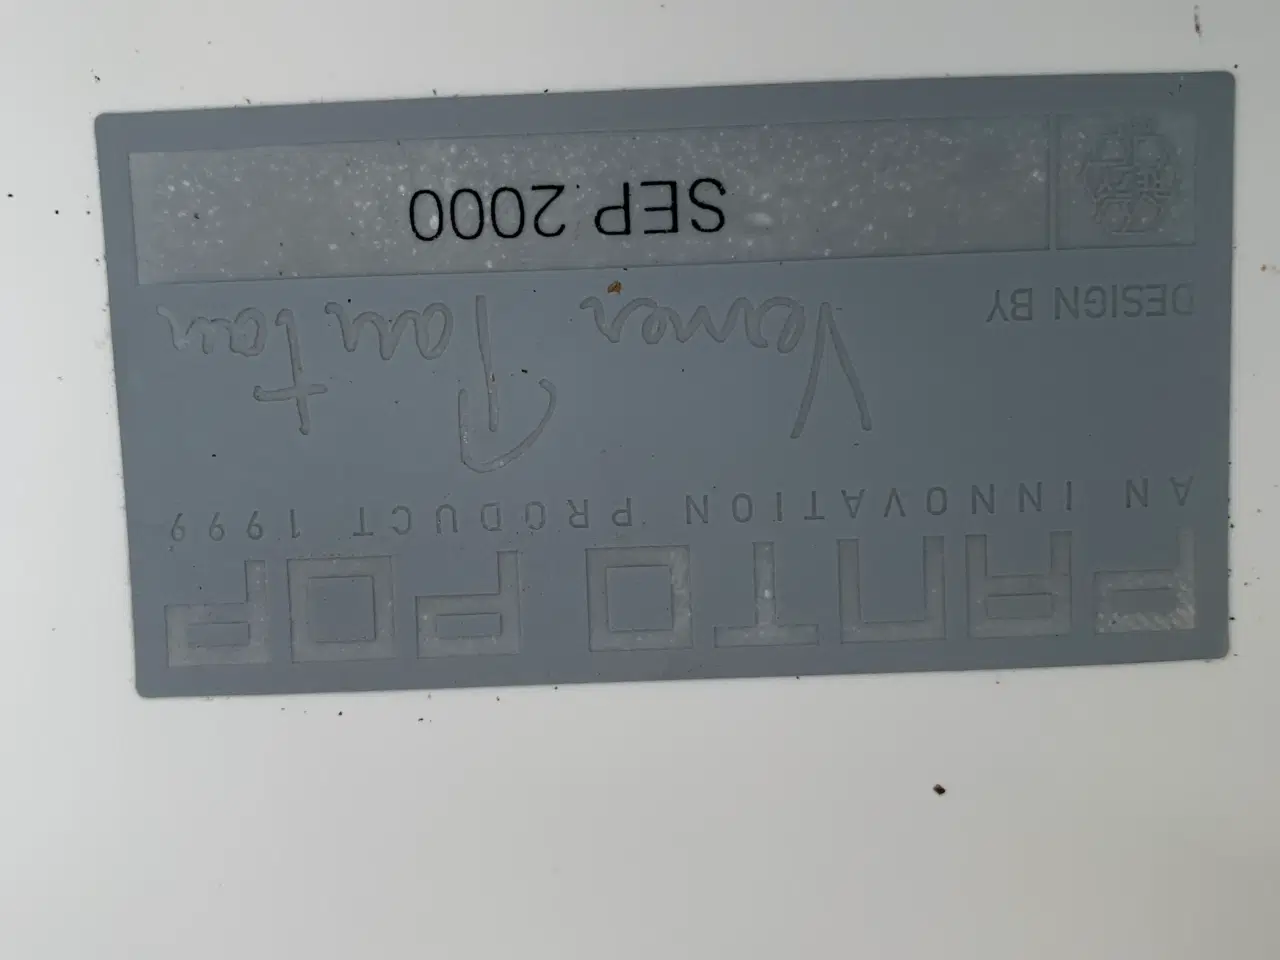 PANTO POP
AN INNOVATION PRODUCT 1999
Verner Panton
DESIGN BY
SEP 2000